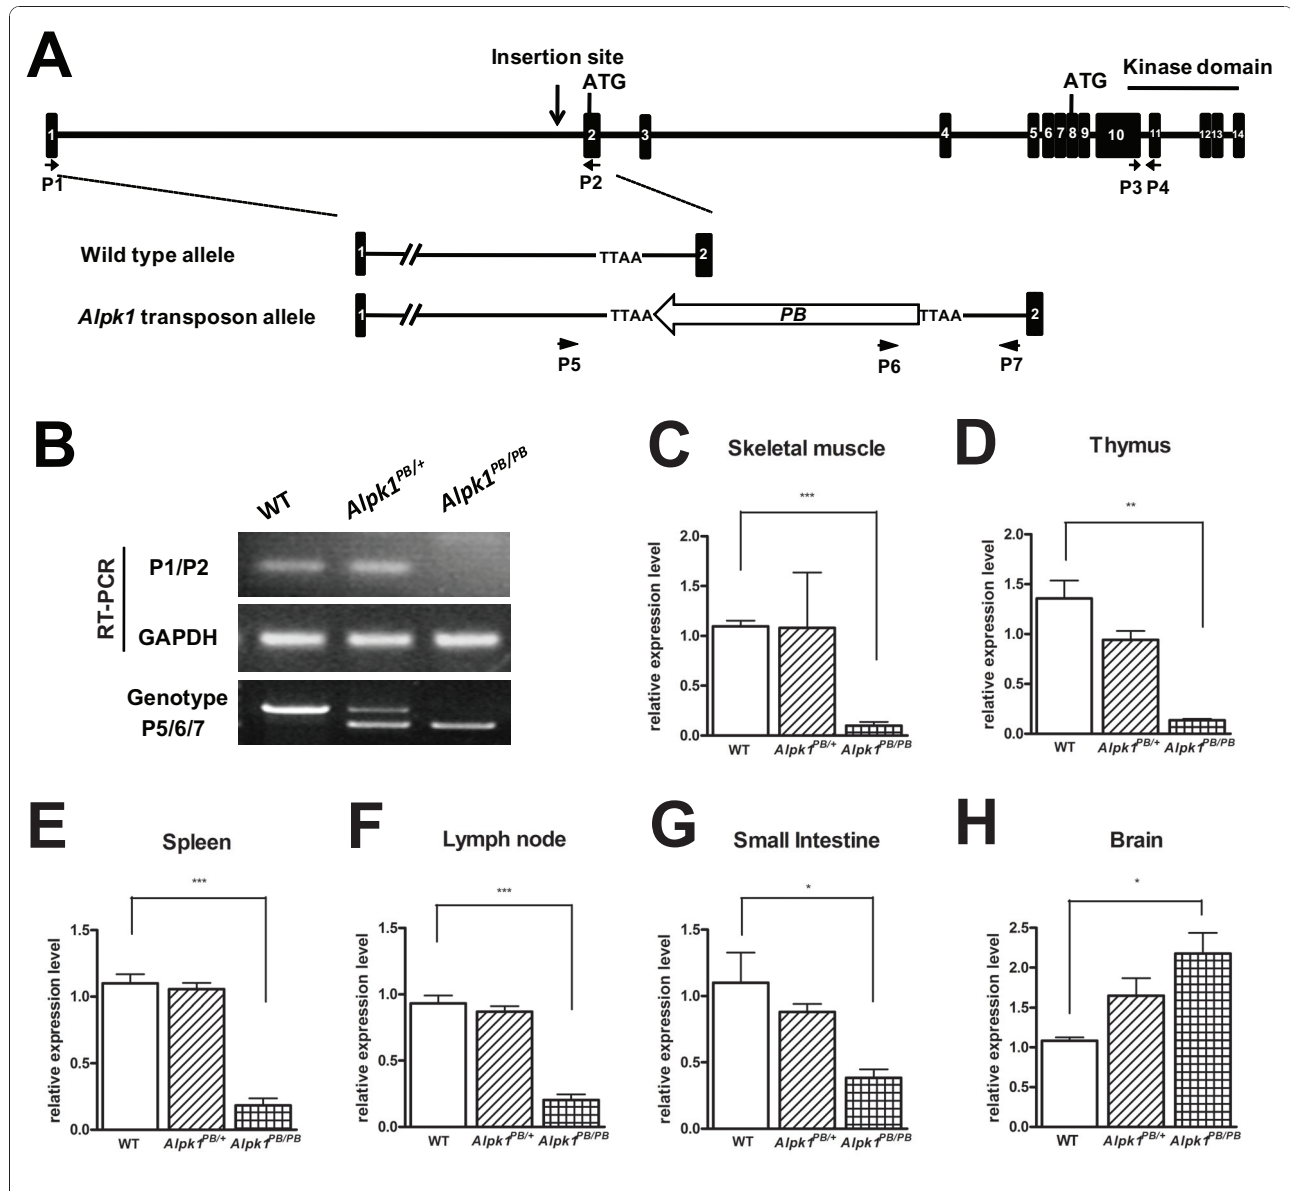 A
Insertion site
ATG
ATG
Kinase domain
1 2 3 4 5 6 7 8 9 10 11 12 13 14
P1 P2 P3 P4
Wild type allele 1 TTAA 2
Alpk1 transposon allele 1 TTAA PB TTAA 2
P5 P6 P7
B
WT Alpk1PB/+ Alpk1PB/PB
RT-PCR
P1/P2
GAPDH
Genotype
P5/6/7
C
Skeletal muscle
***
relative expression level
2.0
1.5
1.0
0.5
0.0
WT Alpk1PB/+ Alpk1PB/PB
D
Thymus
**
relative expression level
2.0
1.5
1.0
0.5
0.0
WT Alpk1PB/+ Alpk1PB/PB
E
Spleen
***
relative expression level
1.5
1.0
0.5
0.0
WT Alpk1PB/+ Alpk1PB/PB
F
Lymph node
***
relative expression level
1.5
1.0
0.5
0.0
WT Alpk1PB/+ Alpk1PB/PB
G
Small Intestine
*
relative expression level
1.5
1.0
0.5
0.0
WT Alpk1PB/+ Alpk1PB/PB
H
Brain
*
relative expression level
2.5
2.0
1.5
1.0
0.5
0.0
WT Alpk1PB/+ Alpk1PB/PB